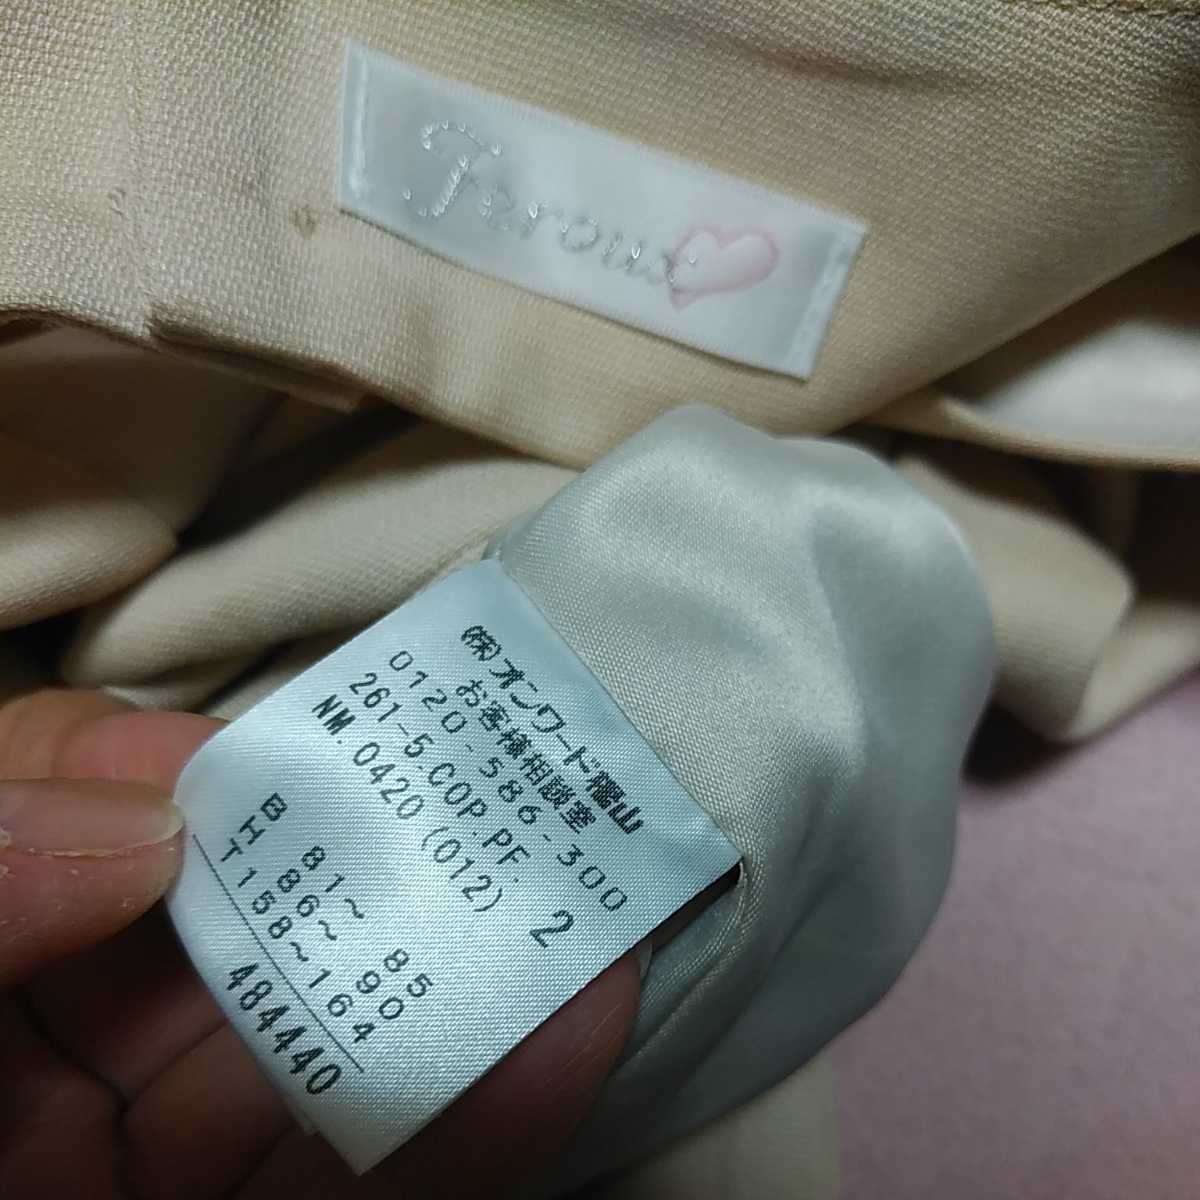 Feroux
(株)オンワード樫山
お客様相談室
0120-586-300
261-5.COP.PF.
NM.0420(012) 2
B 81〜 85
H 86〜 90
T 158〜164
484440